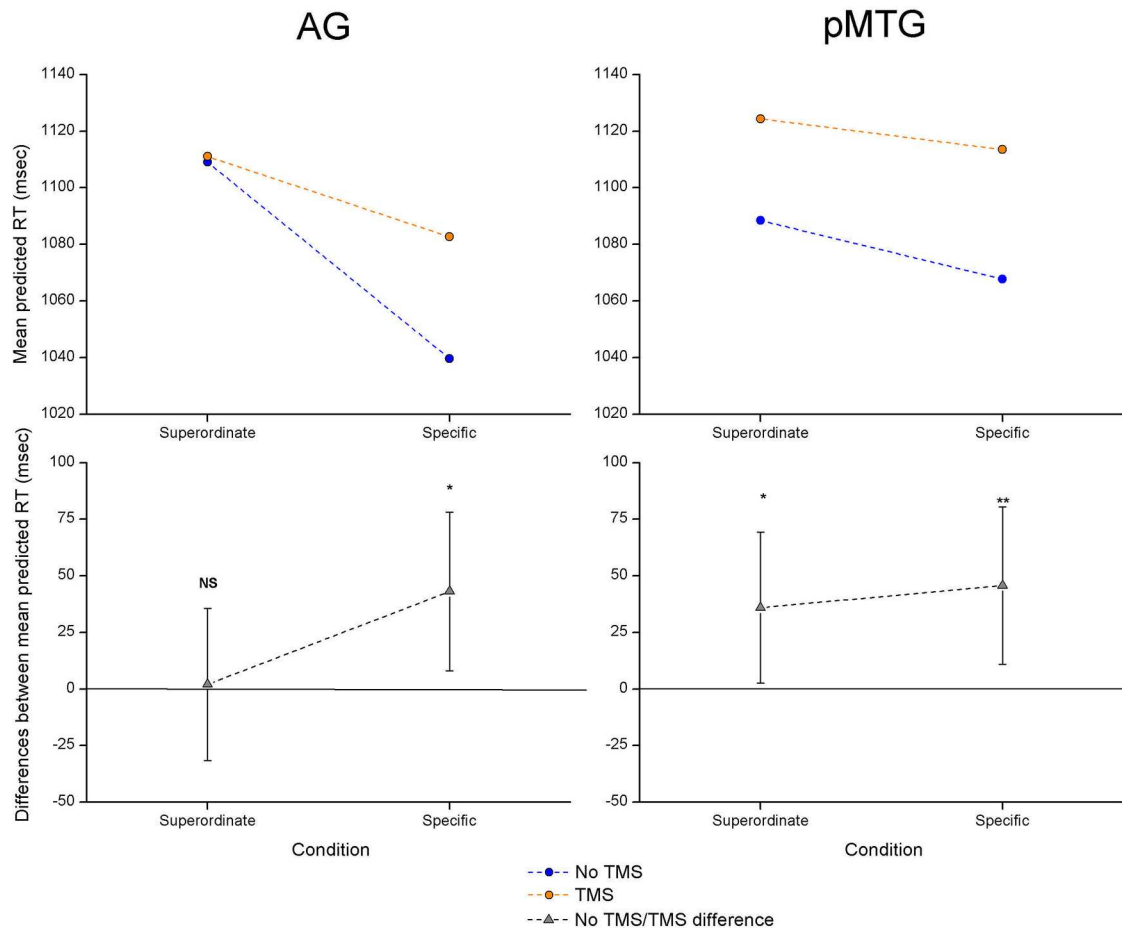 AG
pMTG
Mean predicted RT (msec)
1140
1120
1100
1080
1060
1040
1020
Superordinate
Specific
1140
1120
1100
1080
1060
1040
1020
Superordinate
Specific
Differences between mean predicted RT (msec)
100
75
50
25
0
-25
-50
NS
*
Superordinate
Specific
Condition
100
75
50
25
0
-25
-50
*
**
Superordinate
Specific
Condition
No TMS
TMS
No TMS/TMS difference